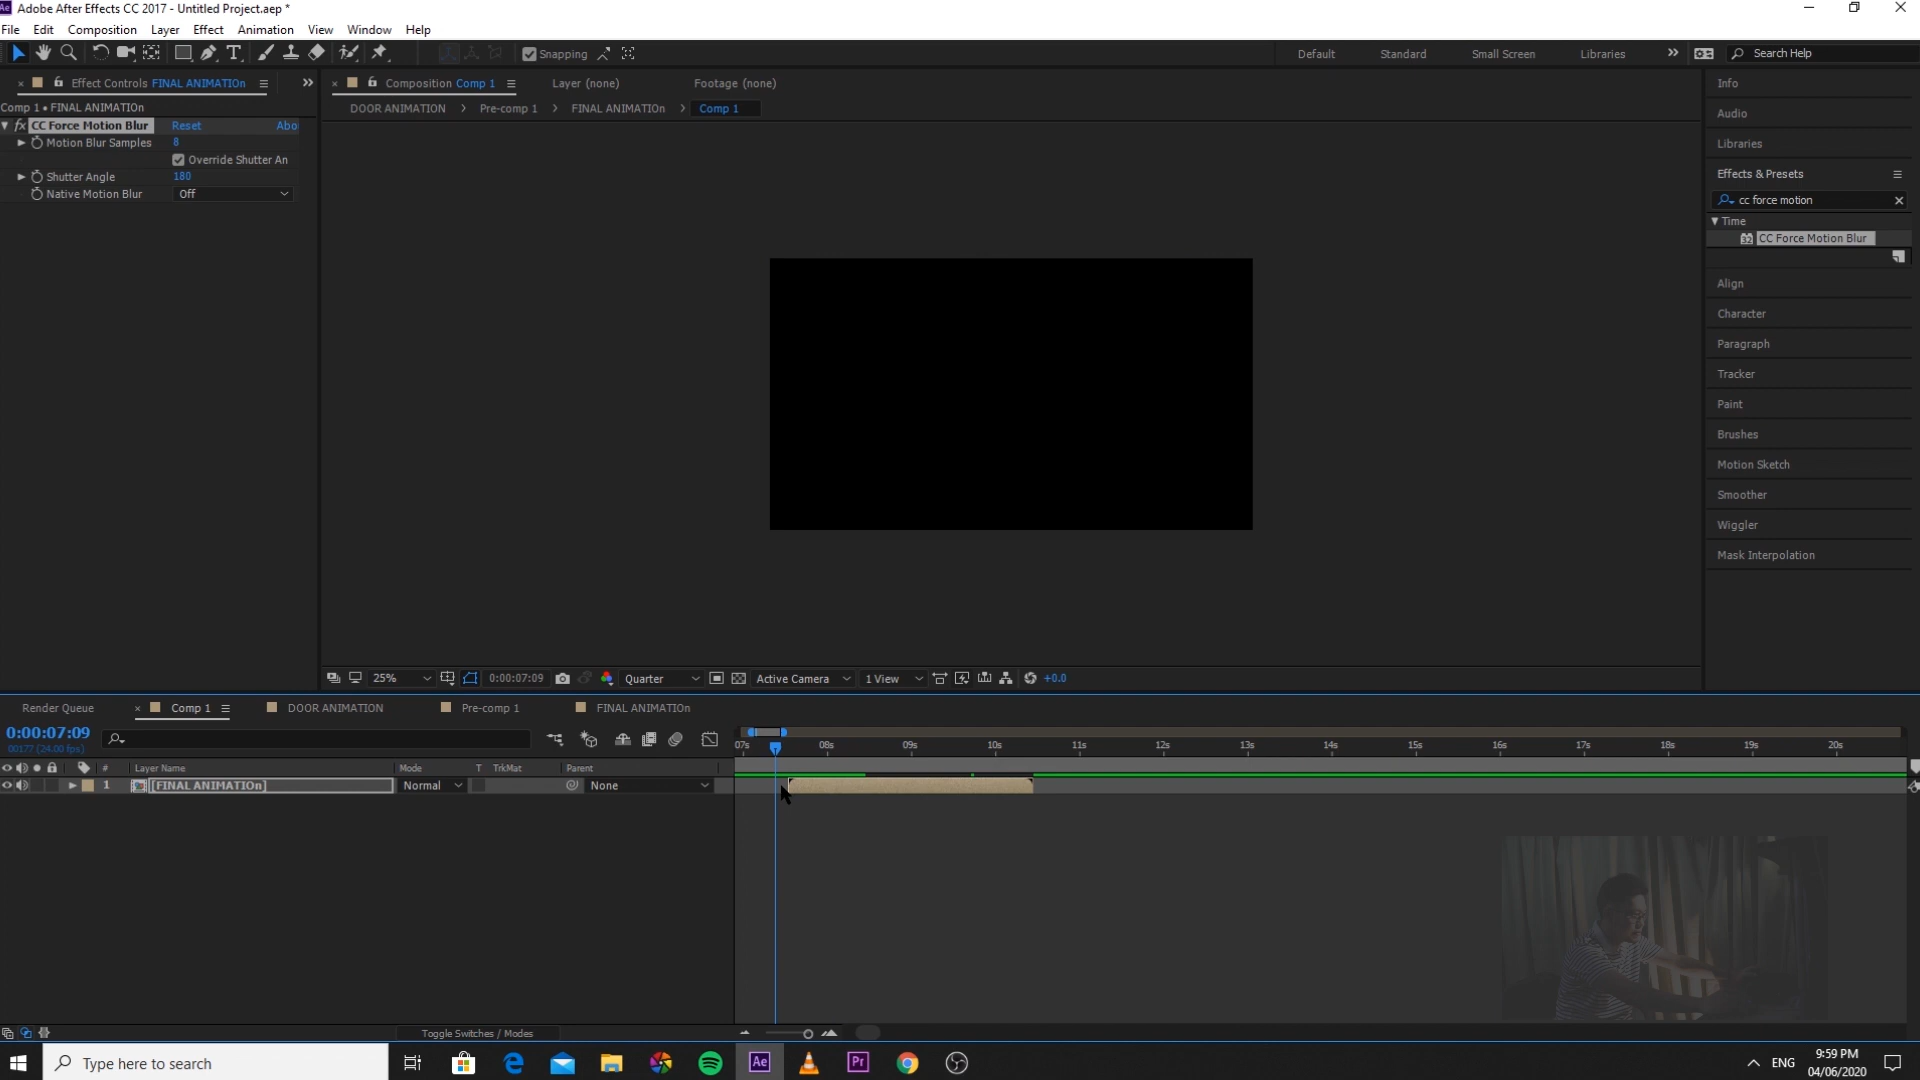 Ae Adobe After Effects CC 2017 - Untitled Project.aep *
File Edit Composition Layer Effect Animation View Window Help
Snapping
Default Standard Small Screen Libraries
Search Help
Effect Controls FINAL ANIMATIOn
Composition Comp 1 Layer (none) Footage (none)
Comp 1 • FINAL ANIMATIOn
DOOR ANIMATION Pre-comp 1 FINAL ANIMATIOn Comp 1
fx CC Force Motion Blur Reset Abo
Motion Blur Samples 8
Override Shutter An
Shutter Angle 180
Native Motion Blur Off
Info
Audio
Libraries
Effects & Presets
cc force motion
Time
32 CC Force Motion Blur
Align
Character
Paragraph
Tracker
Paint
Brushes
Motion Sketch
Smoother
Wiggler
Mask Interpolation
25% 0:00:07:09 Quarter Active Camera 1 View +0.0
Render Queue Comp 1 DOOR ANIMATION Pre-comp 1 FINAL ANIMATIOn
0:00:07:09
00177 (24.00 fps)
07s 08s 09s 10s 11s 12s 13s 14s 15s 16s 17s 18s 19s 20s
# Layer Name Mode T TrkMat Parent
1 [FINAL ANIMATIOn] Normal None
Toggle Switches / Modes
Type here to search
Ae Pr
ENG
9:59 PM
04/06/2020